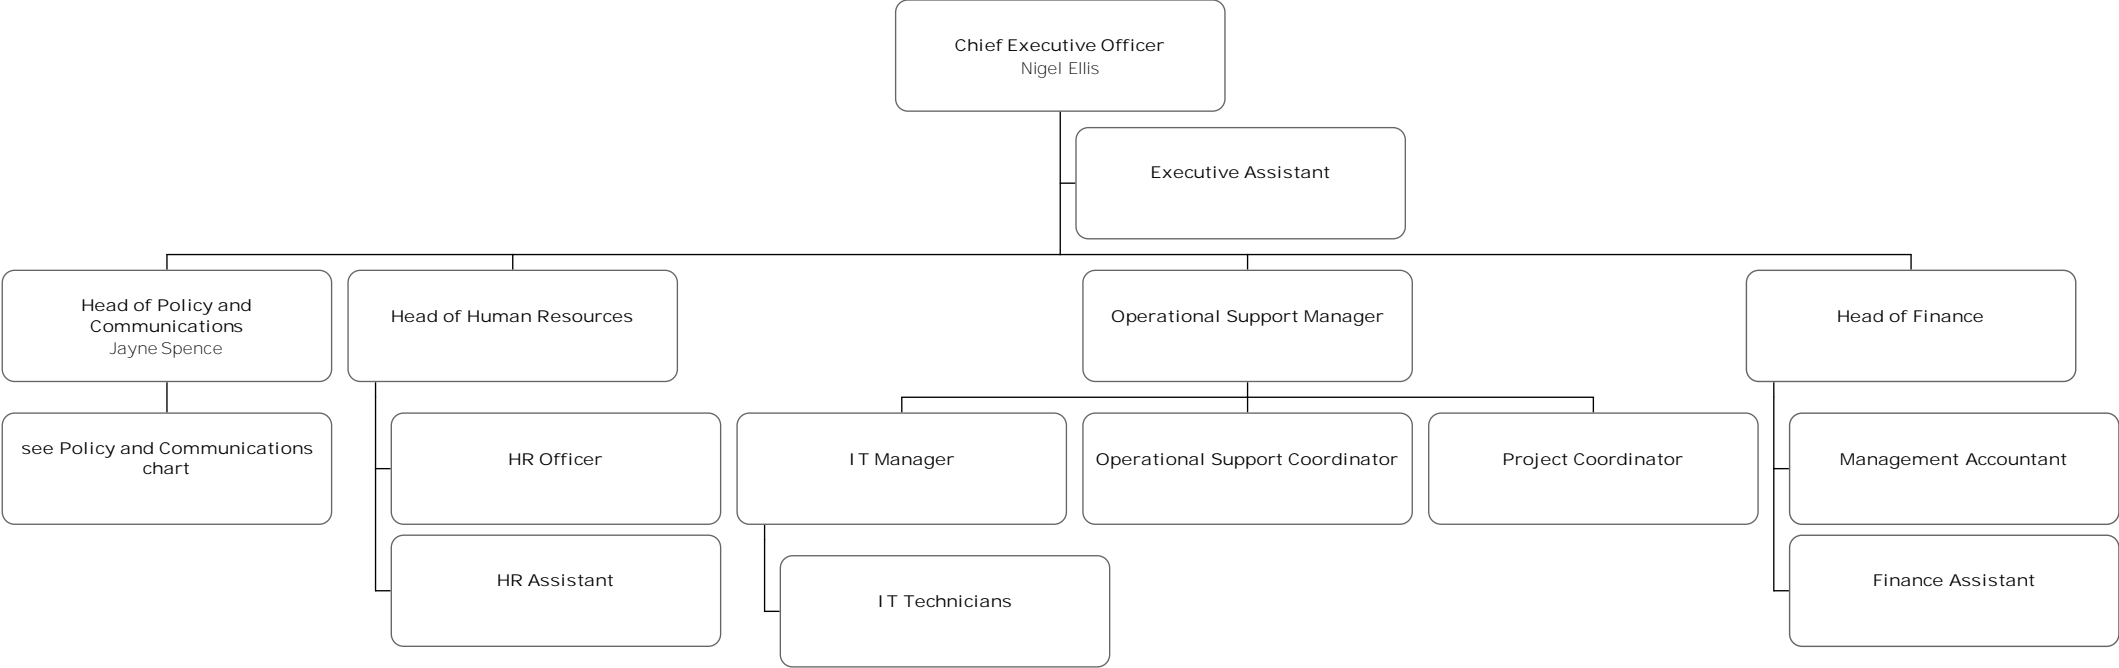 Chief Executive Officer
Nigel Ellis
Executive Assistant
Head of Policy and
Communications
Jayne Spence
Head of Human Resources
Operational Support Manager
Head of Finance
see Policy and Communications
chart
HR Officer
IT Manager
Operational Support Coordinator
Project Coordinator
Management Accountant
HR Assistant
IT Technicians
Finance Assistant